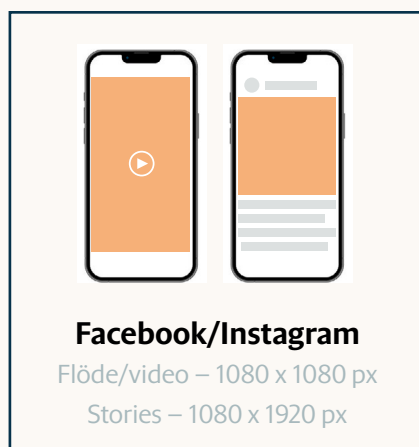 Facebook/Instagram
Flöde/video – 1080 x 1080 px
Stories – 1080 x 1920 px